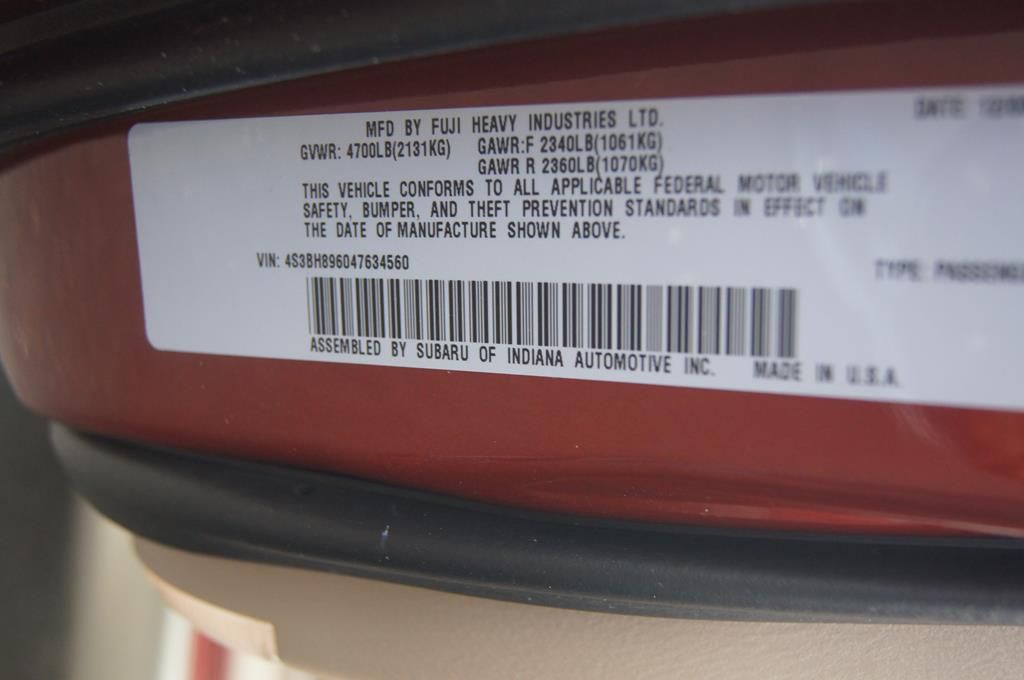 DATE:
MFD BY FUJI HEAVY INDUSTRIES LTD.
GVWR: 4700LB(2131KG) GAWR:F 2340LB(1061KG)
GAWR R 2360LB(1070KG)
THIS VEHICLE CONFORMS TO ALL APPLICABLE FEDERAL MOTOR VEHICLE
SAFETY, BUMPER, AND THEFT PREVENTION STANDARDS IN EFFECT ON
THE DATE OF MANUFACTURE SHOWN ABOVE.
VIN: 4S3BH896047634560
TYPE:
ASSEMBLED BY SUBARU OF INDIANA AUTOMOTIVE INC. MADE IN U.S.A.